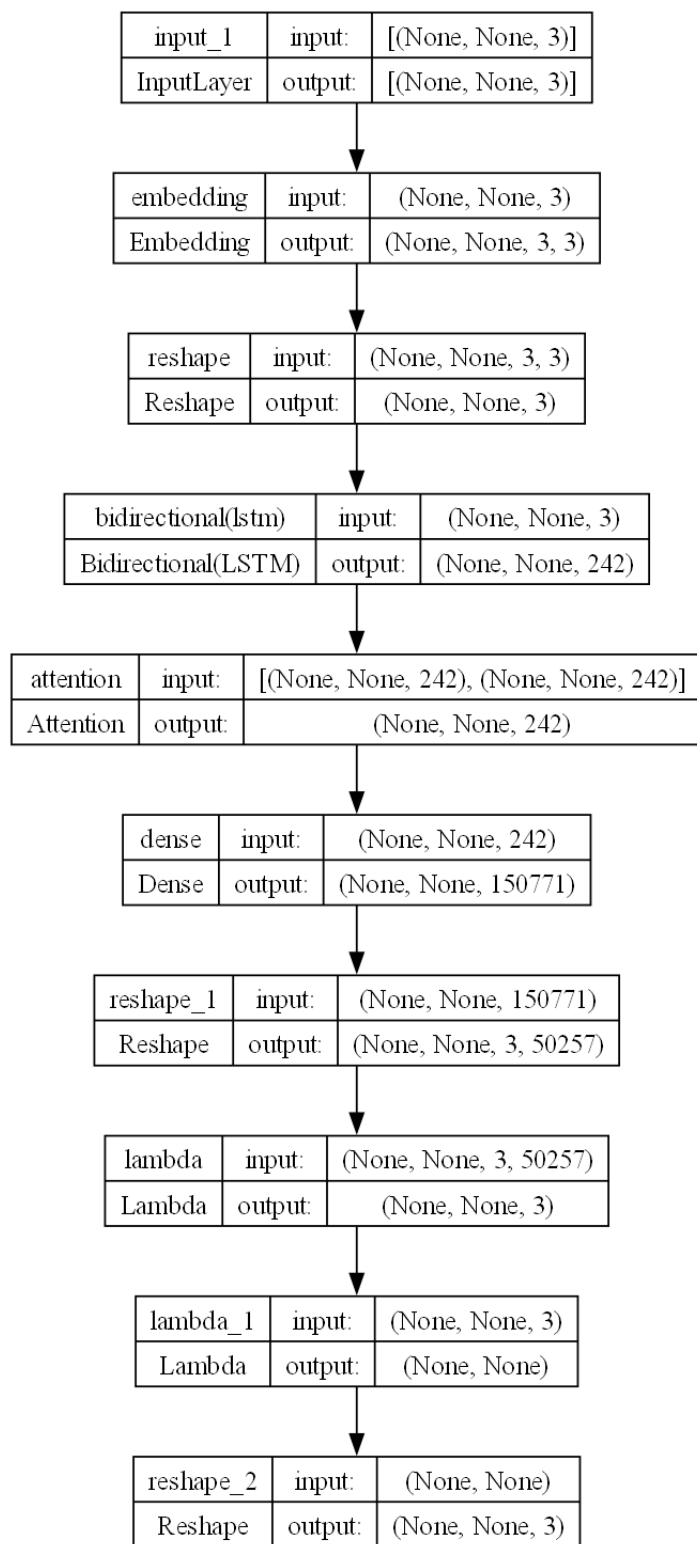 input_1 input: [(None, None, 3)]
InputLayer output: [(None, None, 3)]
embedding input: (None, None, 3)
Embedding output: (None, None, 3, 3)
reshape input: (None, None, 3, 3)
Reshape output: (None, None, 3)
bidirectional(lstm) input: (None, None, 3)
Bidirectional(LSTM) output: (None, None, 242)
attention input: [(None, None, 242), (None, None, 242)]
Attention output: (None, None, 242)
dense input: (None, None, 242)
Dense output: (None, None, 150771)
reshape_1 input: (None, None, 150771)
Reshape output: (None, None, 3, 50257)
lambda input: (None, None, 3, 50257)
Lambda output: (None, None, 3)
lambda_1 input: (None, None, 3)
Lambda output: (None, None)
reshape_2 input: (None, None)
Reshape output: (None, None, 3)